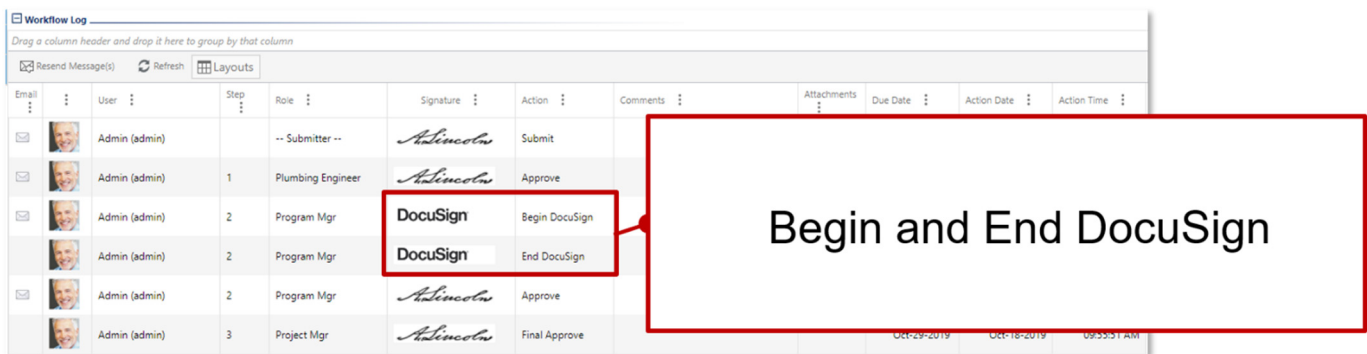 Workflow Log
Drag a column header and drop it here to group by that column
Resend Message(s) Refresh Layouts
Email User Step Role Signature Action Comments Attachments Due Date Action Date Action Time
Admin (admin) -- Submitter -- ALincoln Submit
Admin (admin) 1 Plumbing Engineer ALincoln Approve
Admin (admin) 2 Program Mgr DocuSign Begin DocuSign
Admin (admin) 2 Program Mgr DocuSign End DocuSign
Admin (admin) 2 Program Mgr ALincoln Approve
Admin (admin) 3 Project Mgr ALincoln Final Approve Oct-29-2019 Oct-18-2019 09:55:51 AM
Begin and End DocuSign